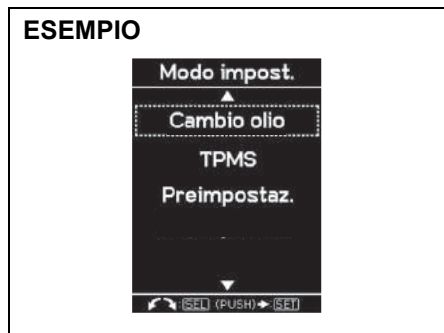 ESEMPIO
Modo impost.
Cambio olio
TPMS
Preimpostaz.
SEL (PUSH) SET